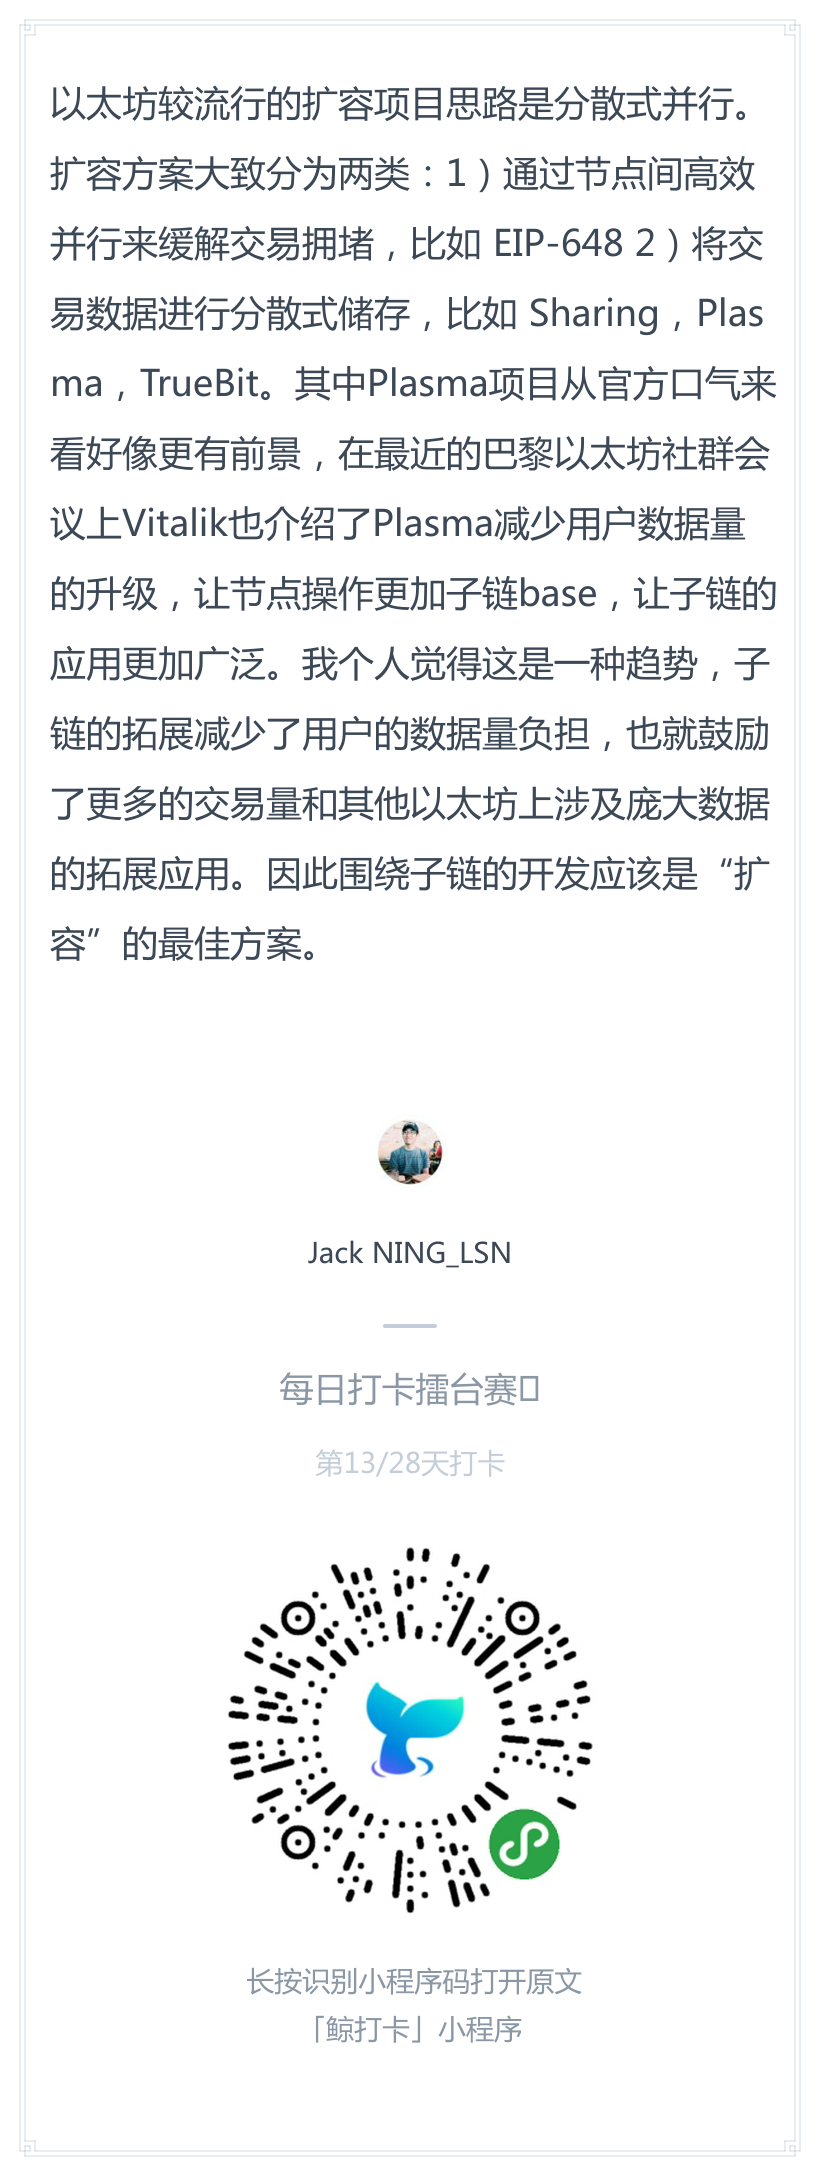 以太坊较流行的扩容项目思路是分散式并行。
扩容方案大致分为两类：1）通过节点间高效
并行来缓解交易拥堵，比如 EIP-648 2）将交
易数据进行分散式储存，比如 Sharing，Plas
ma，TrueBit。其中Plasma项目从官方口气来
看好像更有前景，在最近的巴黎以太坊社群会
议上Vitalik也介绍了Plasma减少用户数据量
的升级，让节点操作更加子链base，让子链的
应用更加广泛。我个人觉得这是一种趋势，子
链的拓展减少了用户的数据量负担，也就鼓励
了更多的交易量和其他以太坊上涉及庞大数据
的拓展应用。因此围绕子链的开发应该是“扩
容”的最佳方案。
Jack NING_LSN
每日打卡擂台赛
第13/28天打卡
长按识别小程序码打开原文
「鲸打卡」小程序